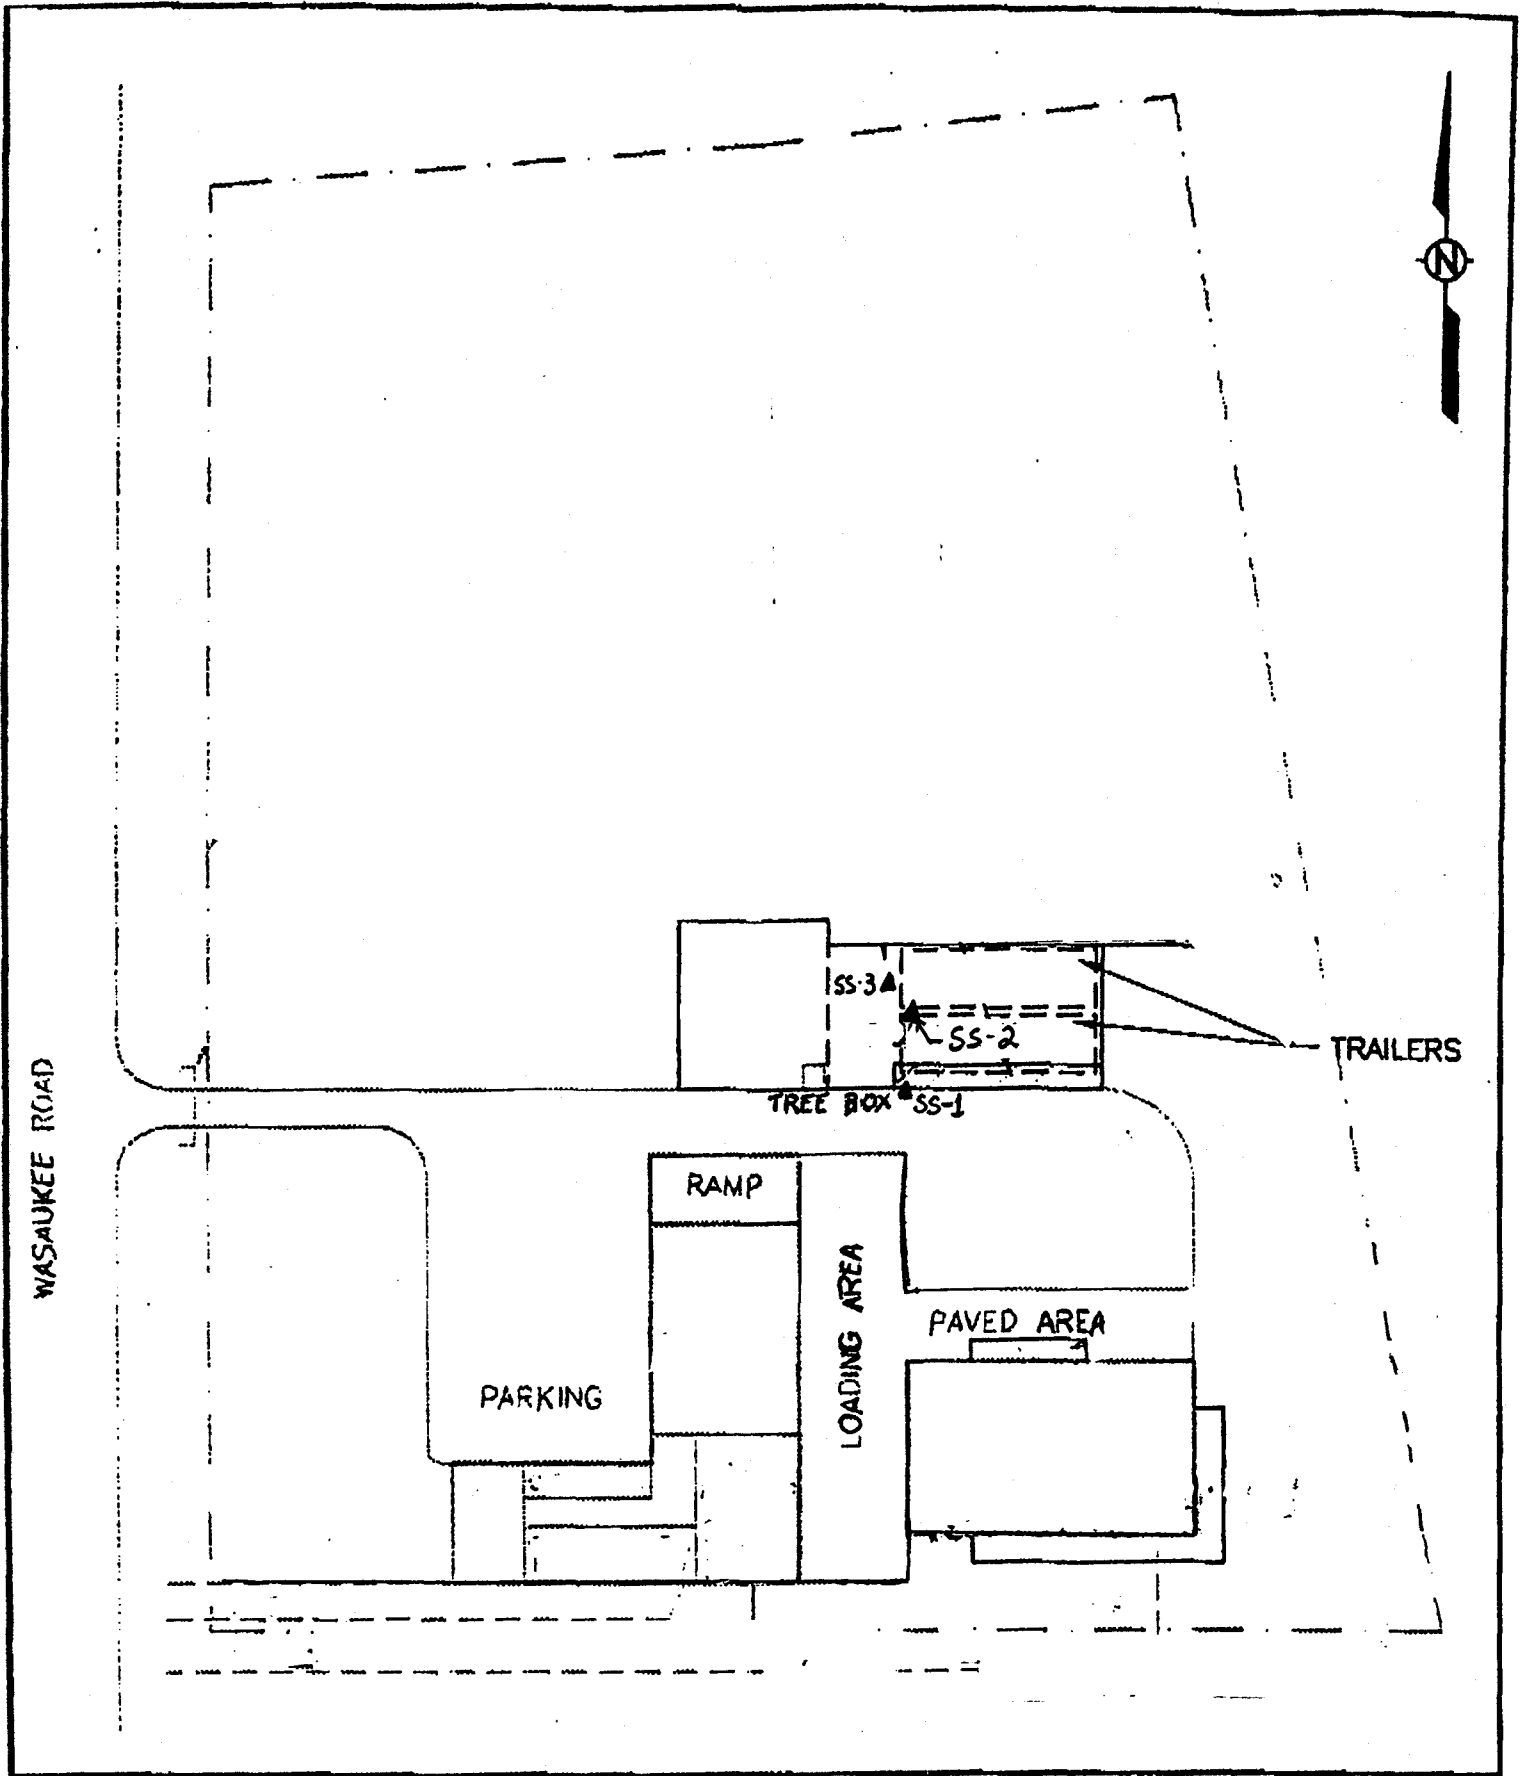 N
SS-3
SS-2
TRAILERS
TREE BOX SS-1
WASAUKEE ROAD
RAMP
LOADING AREA
PAVED AREA
PARKING